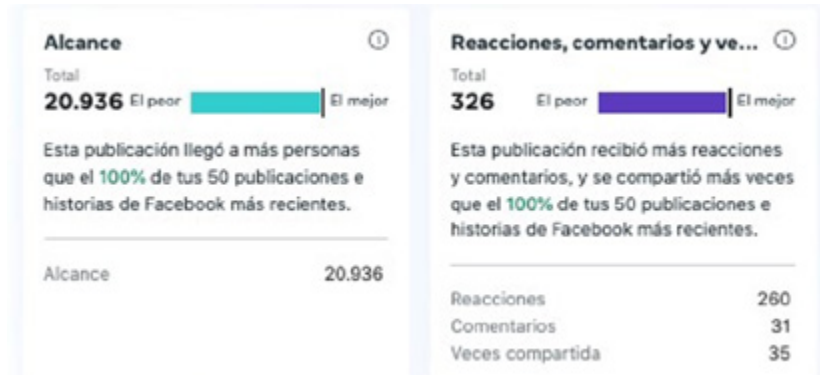 Alcance
Total
20.936 El peor El mejor
Esta publicación llegó a más personas
que el 100% de tus 50 publicaciones e
historias de Facebook más recientes.
Alcance 20.936
Reacciones, comentarios y ve...
Total
326 El peor El mejor
Esta publicación recibió más reacciones
y comentarios, y se compartió más veces
que el 100% de tus 50 publicaciones e
historias de Facebook más recientes.
Reacciones 260
Comentarios 31
Veces compartida 35